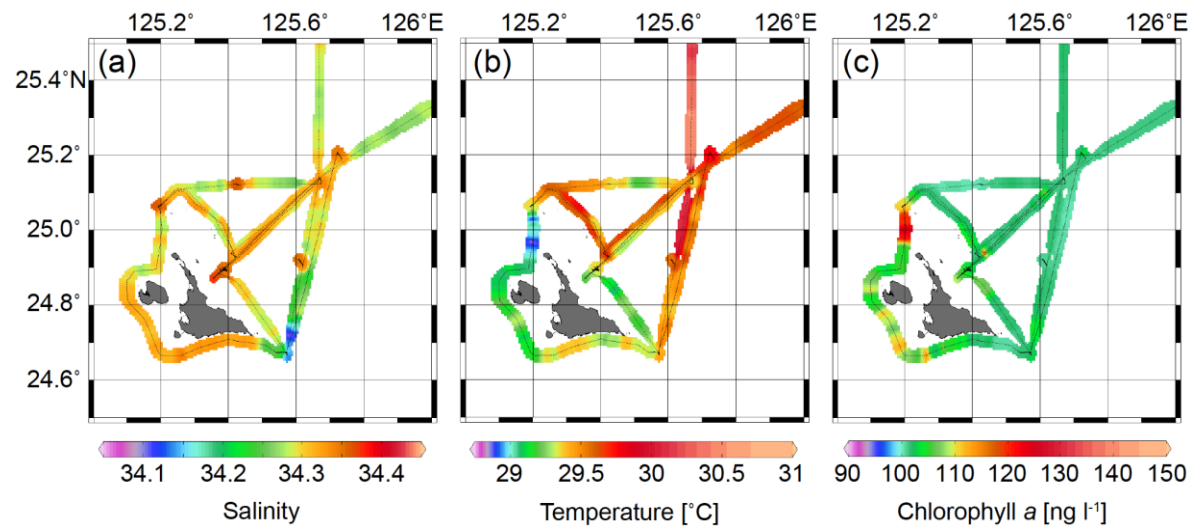 125.2° 125.6° 126°E 125.2° 125.6° 126°E 125.2° 125.6° 126°E
(a) (b) (c)
25.4°N
25.2°
25.0°
24.8°
24.6°
34.1 34.2 34.3 34.4 29 29.5 30 30.5 31 90 100 110 120 130 140 150
Salinity Temperature [°C] Chlorophyll a [ng l-1]